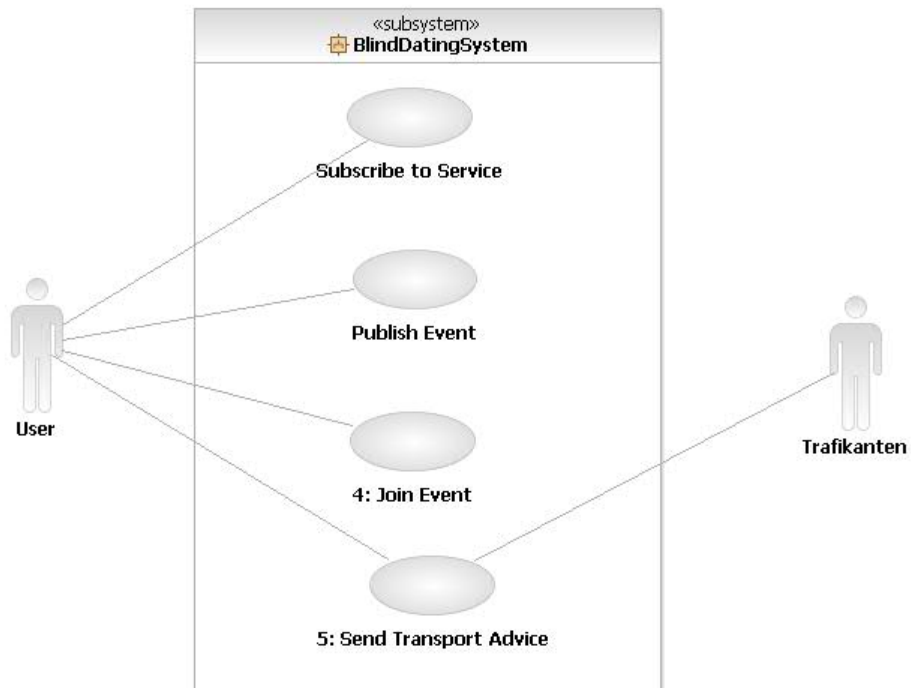 «subsystem»
BlindDatingSystem
Subscribe to Service
Publish Event
User
Trafikanten
4: Join Event
5: Send Transport Advice